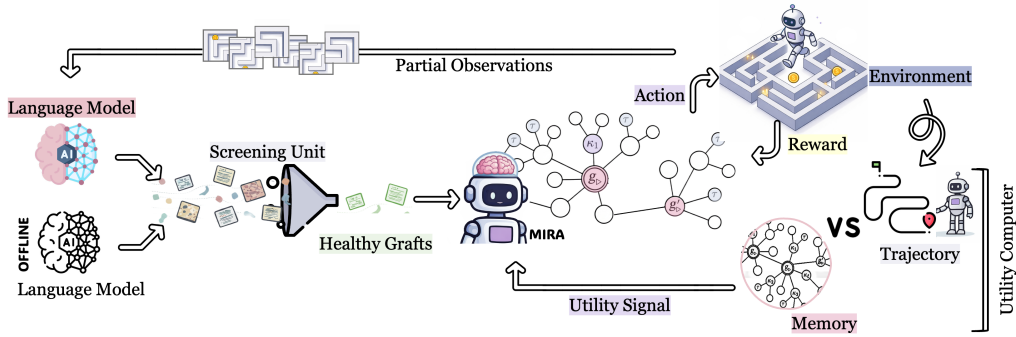 Partial Observations
Language Model
AI
Screening Unit
OFFLINE
AI
Language Model
Healthy Grafts
MIRA
τ
τ
κ₁
g▷
τ
g′▷
τ
Action
Environment
Reward
VS
Trajectory
Utility Computer
Utility Signal
Memory